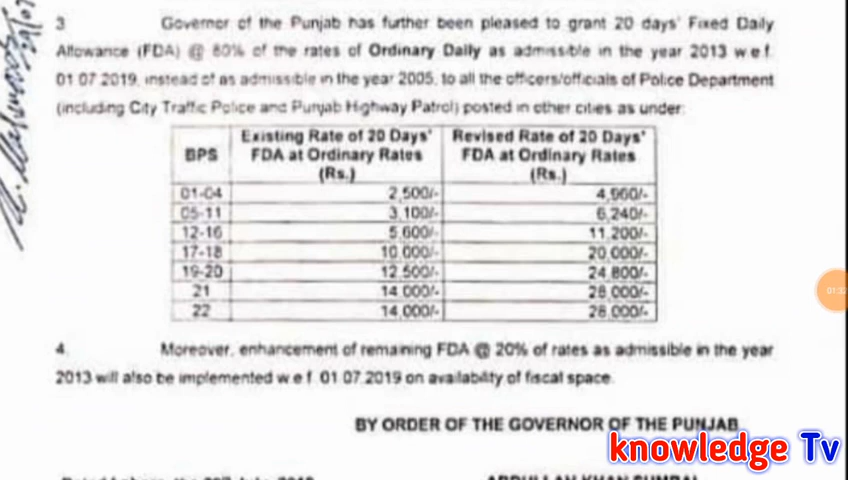 3 Governor of the Punjab has further been pleased to grant 20 days' Fixed Daily
Allowance (FDA) @ 80% of the rates of Ordinary Daily as admissible in the year 2013 w.e.f.
01.07.2019, instead of as admissible in the year 2005, to all the officers/officials of Police Department
(including City Traffic Police and Punjab Highway Patrol) posted in other cities as under:
BPS Existing Rate of 20 Days' FDA at Ordinary Rates (Rs.) Revised Rate of 20 Days' FDA at Ordinary Rates (Rs.)
01-04 2,500/- 4,960/-
05-11 3,100/- 6,240/-
12-16 5,600/- 11,200/-
17-18 10,000/- 20,000/-
19-20 12,500/- 24,800/-
21 14,000/- 28,000/-
22 14,000/- 28,000/-
4. Moreover, enhancement of remaining FDA @ 20% of rates as admissible in the year
2013 will also be implemented w.e.f. 01.07.2019 on availability of fiscal space.
BY ORDER OF THE GOVERNOR OF THE PUNJAB
knowledge Tv